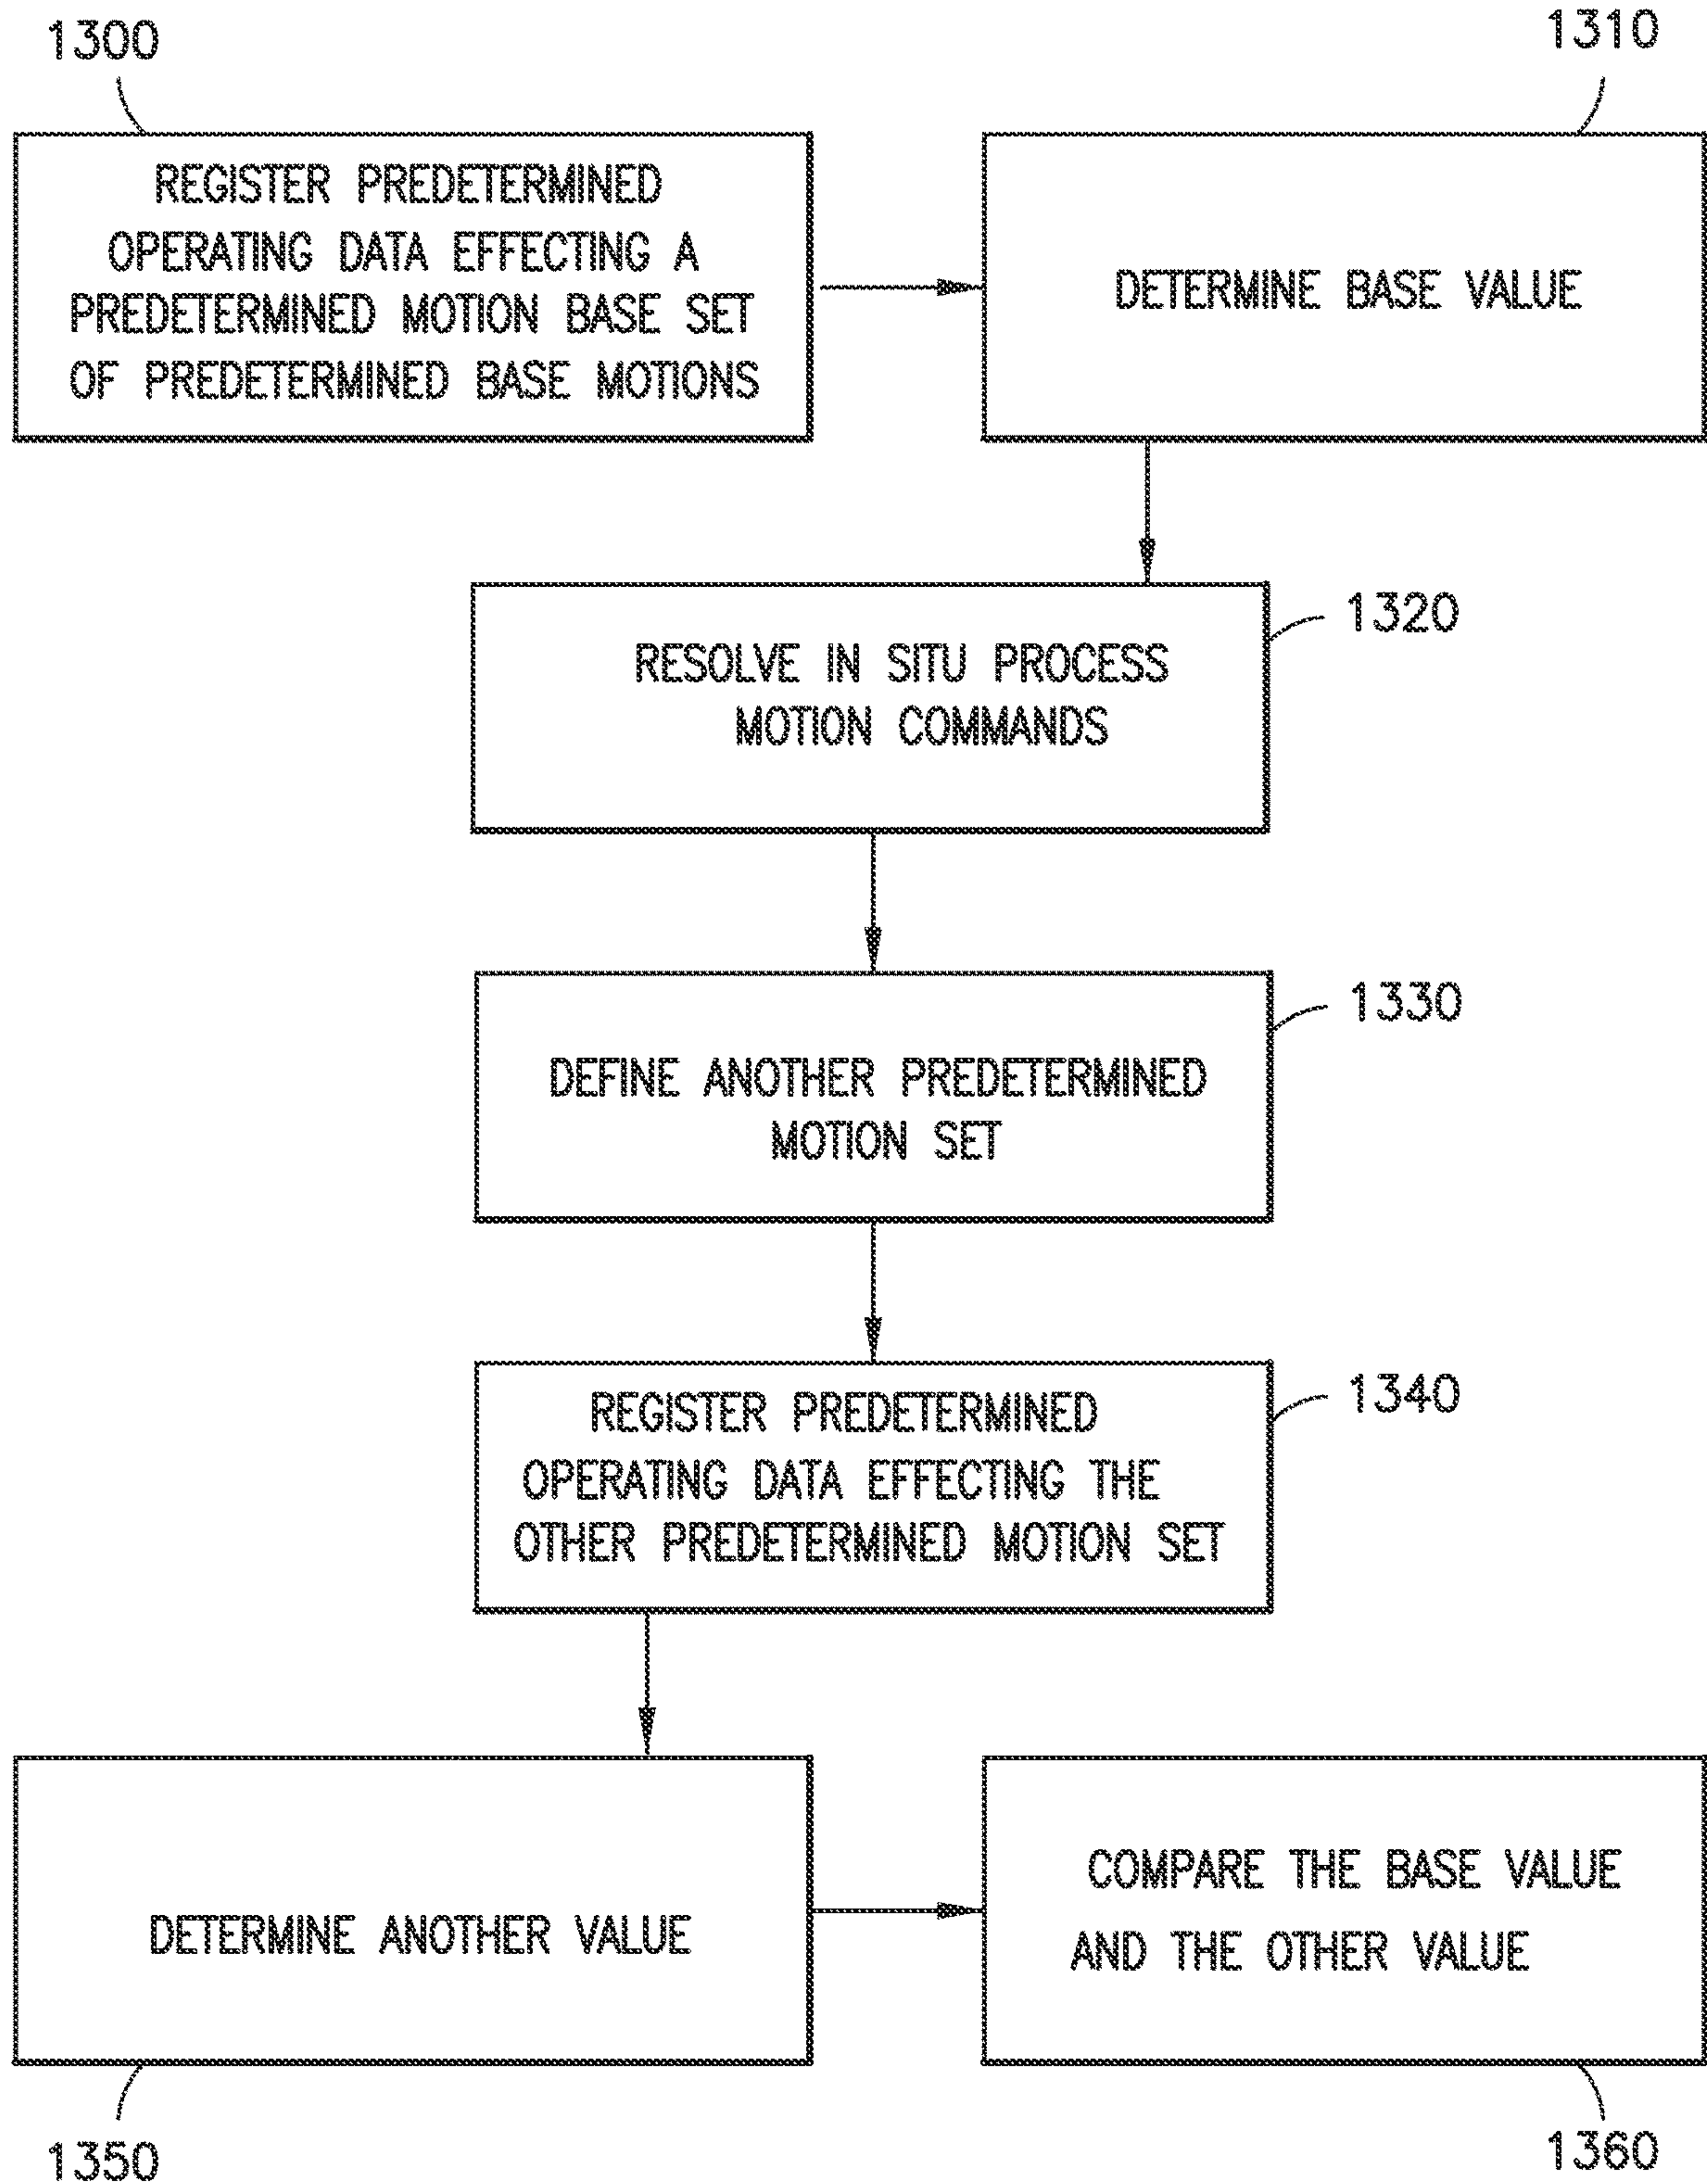 1300
1310
REGISTER PREDETERMINED
OPERATING DATA EFFECTING A
PREDETERMINED MOTION BASE SET
OF PREDETERMINED BASE MOTIONS
DETERMINE BASE VALUE
1320
RESOLVE IN SITU PROCESS
MOTION COMMANDS
1330
DEFINE ANOTHER PREDETERMINED
MOTION SET
1340
REGISTER PREDETERMINED
OPERATING DATA EFFECTING THE
OTHER PREDETERMINED MOTION SET
DETERMINE ANOTHER VALUE
COMPARE THE BASE VALUE
AND THE OTHER VALUE
1350
1360